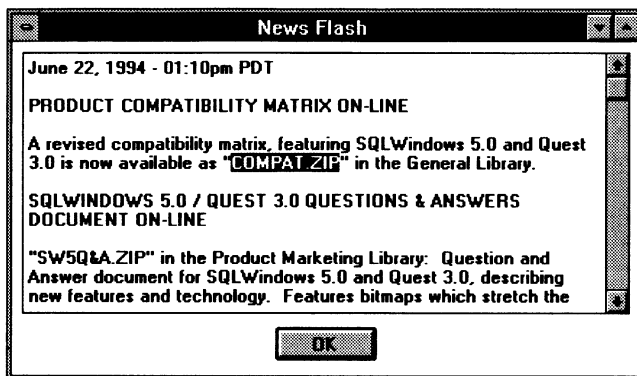 News Flash
June 22, 1994 - 01:10pm PDT
PRODUCT COMPATIBILITY MATRIX ON-LINE
A revised compatibility matrix, featuring SQLWindows 5.0 and Quest
3.0 is now available as "COMPAT.ZIP" in the General Library.
SQLWINDOWS 5.0 / QUEST 3.0 QUESTIONS & ANSWERS
DOCUMENT ON-LINE
"SW5Q&A.ZIP" in the Product Marketing Library:  Question and
Answer document for SQLWindows 5.0 and Quest 3.0, describing
new features and technology.  Features bitmaps which stretch the
OK